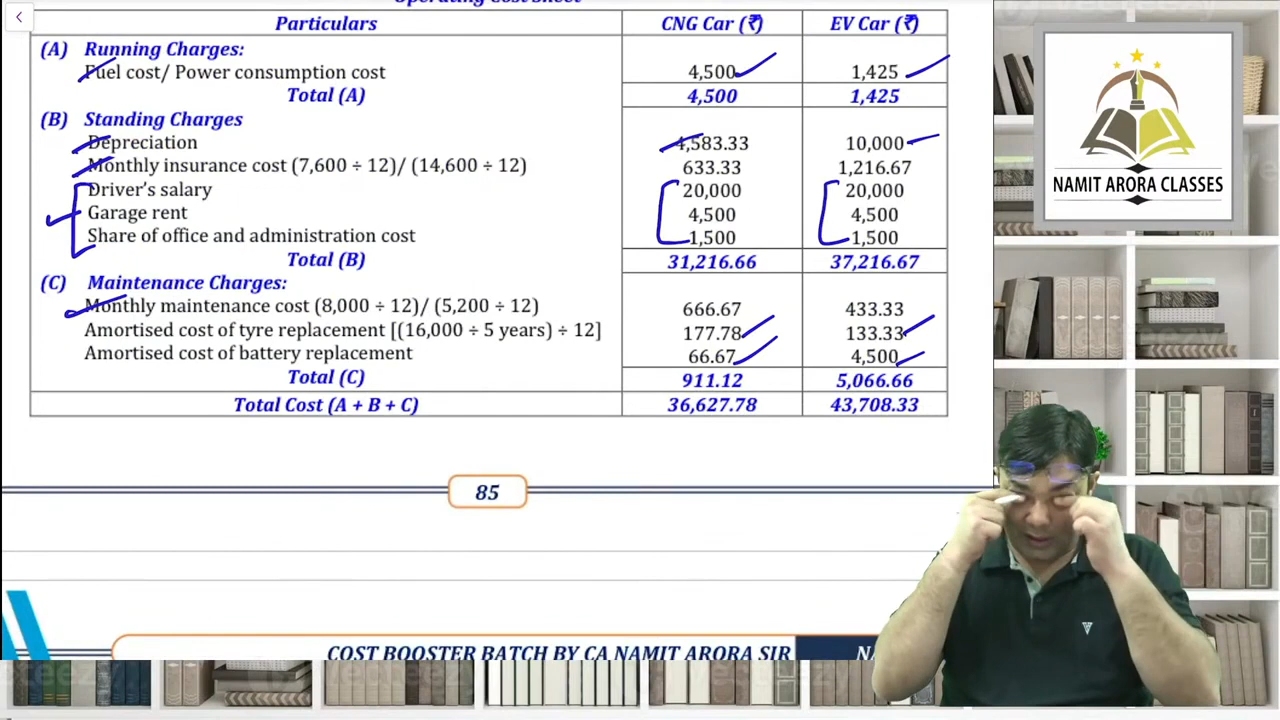 Operating Cost Sheet
Particulars CNG Car (₹) EV Car (₹)
(A) Running Charges:
Fuel cost/ Power consumption cost 4,500 1,425
Total (A) 4,500 1,425
(B) Standing Charges
Depreciation 4,583.33 10,000
Monthly insurance cost (7,600 ÷ 12)/ (14,600 ÷ 12) 633.33 1,216.67
Driver's salary 20,000 20,000
Garage rent 4,500 4,500
Share of office and administration cost 1,500 1,500
Total (B) 31,216.66 37,216.67
(C) Maintenance Charges:
Monthly maintenance cost (8,000 ÷ 12)/ (5,200 ÷ 12) 666.67 433.33
Amortised cost of tyre replacement [(16,000 ÷ 5 years) ÷ 12] 177.78 133.33
Amortised cost of battery replacement 66.67 4,500
Total (C) 911.12 5,066.66
Total Cost (A + B + C) 36,627.78 43,708.33
85
COST BOOSTER BATCH BY CA NAMIT ARORA SIR
NAMIT ARORA CLASSES